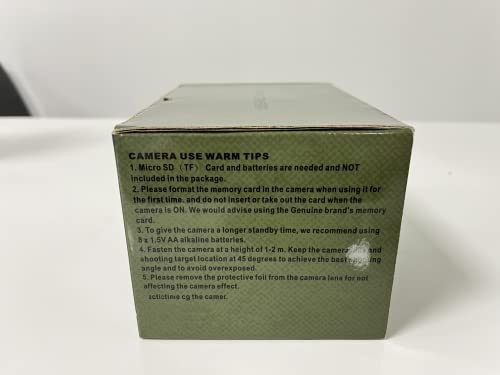 CAMERA USE WARM TIPS
1. Micro SD （TF） Card and batteries are needed and NOT
included in the package.
2. Please format the memory card in the camera when using it for
the first time, and do not insert or take out the card when the
camera is ON. We would advise using the Genuine brand's memory
card.
3. To give the camera a longer standby time, we recommend using
8 x 1.5V AA alkaline batteries.
4. Fasten the camera at a height of 1-2 m. Keep the camera and
shooting target location at 45 degrees to achieve the best
angle and to avoid overexposed.
5. Please remove the protective foil from the camera lens for not
affecting the camera effect.
cg the camer.